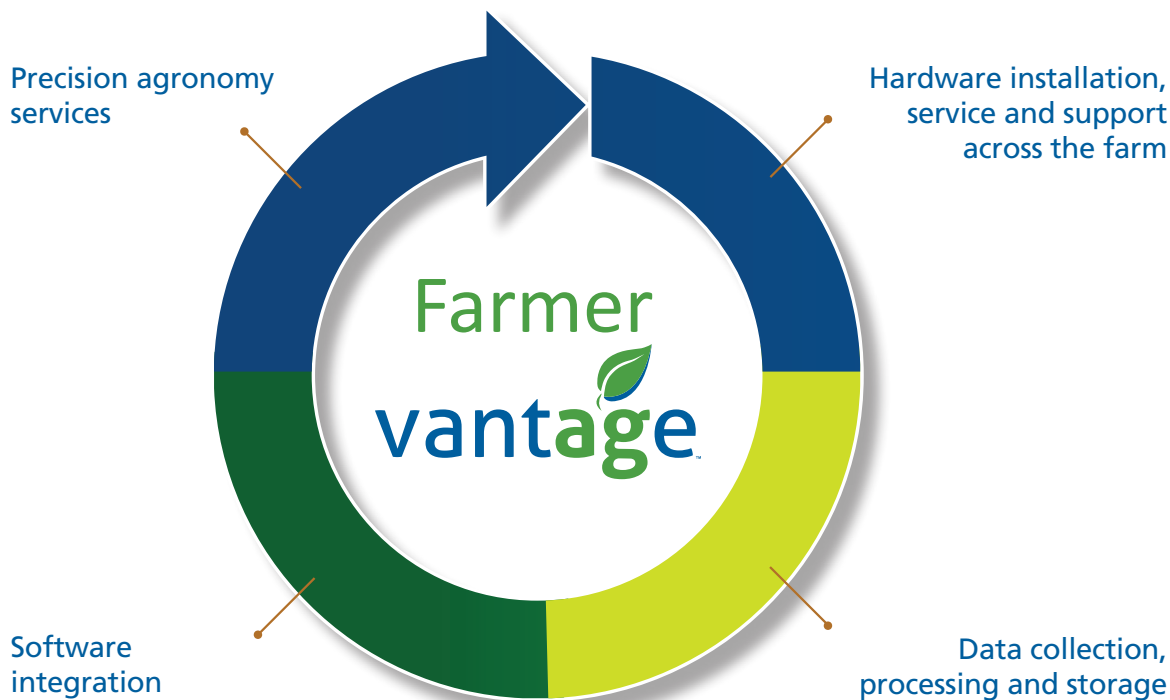 Precision agronomy
services
Hardware installation,
service and support
across the farm
Farmer
vantage™
Software
integration
Data collection,
processing and storage